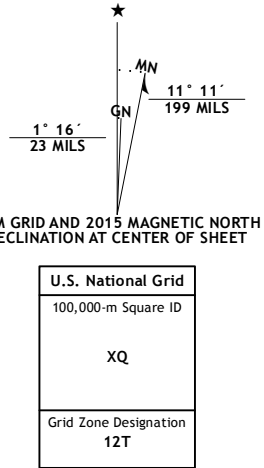 MN
GN
11° 11´
199 MILS
1° 16´
23 MILS
M GRID AND 2015 MAGNETIC NORTH
ECLINATION AT CENTER OF SHEET
U.S. National Grid
100,000-m Square ID
XQ
Grid Zone Designation
12T